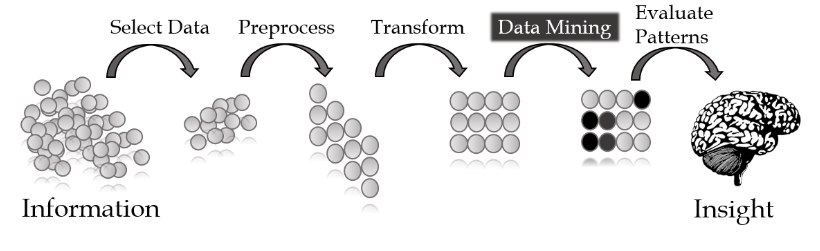 Select Data
Preprocess
Transform
Data Mining
Evaluate
Patterns
Information
Insight